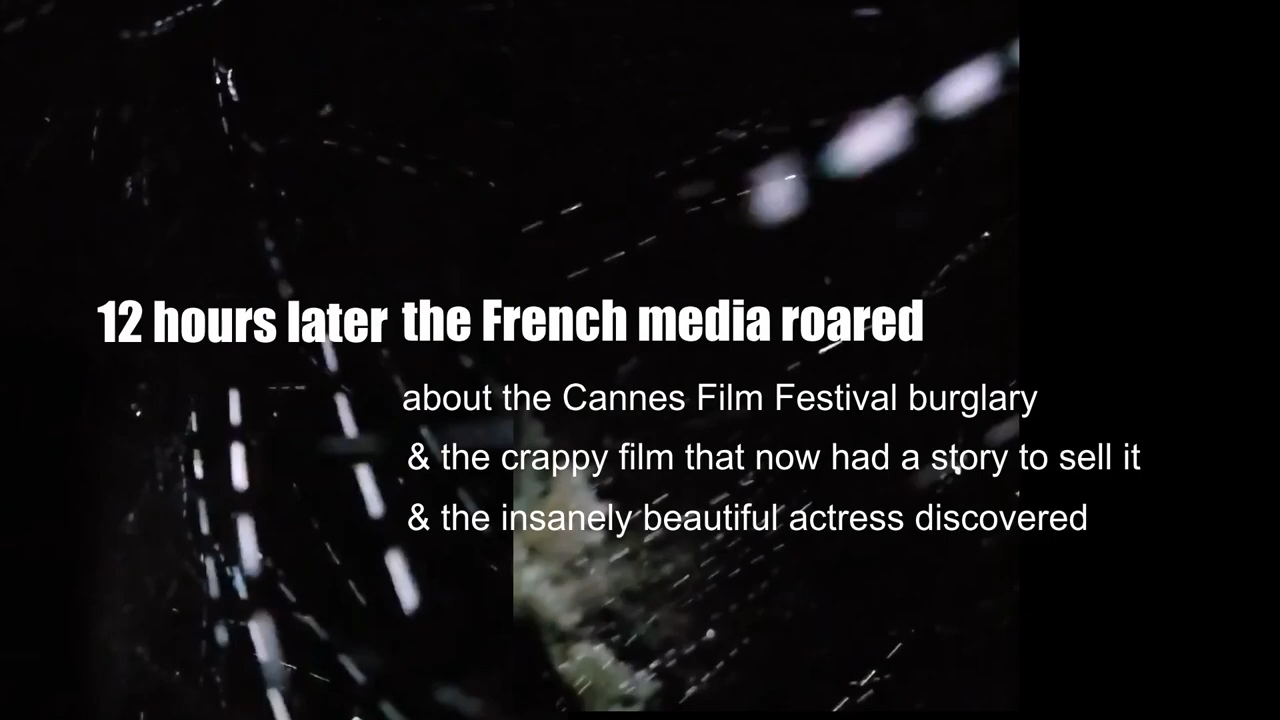 12 hours later the French media roared
about the Cannes Film Festival burglary
& the crappy film that now had a story to sell it
& the insanely beautiful actress discovered